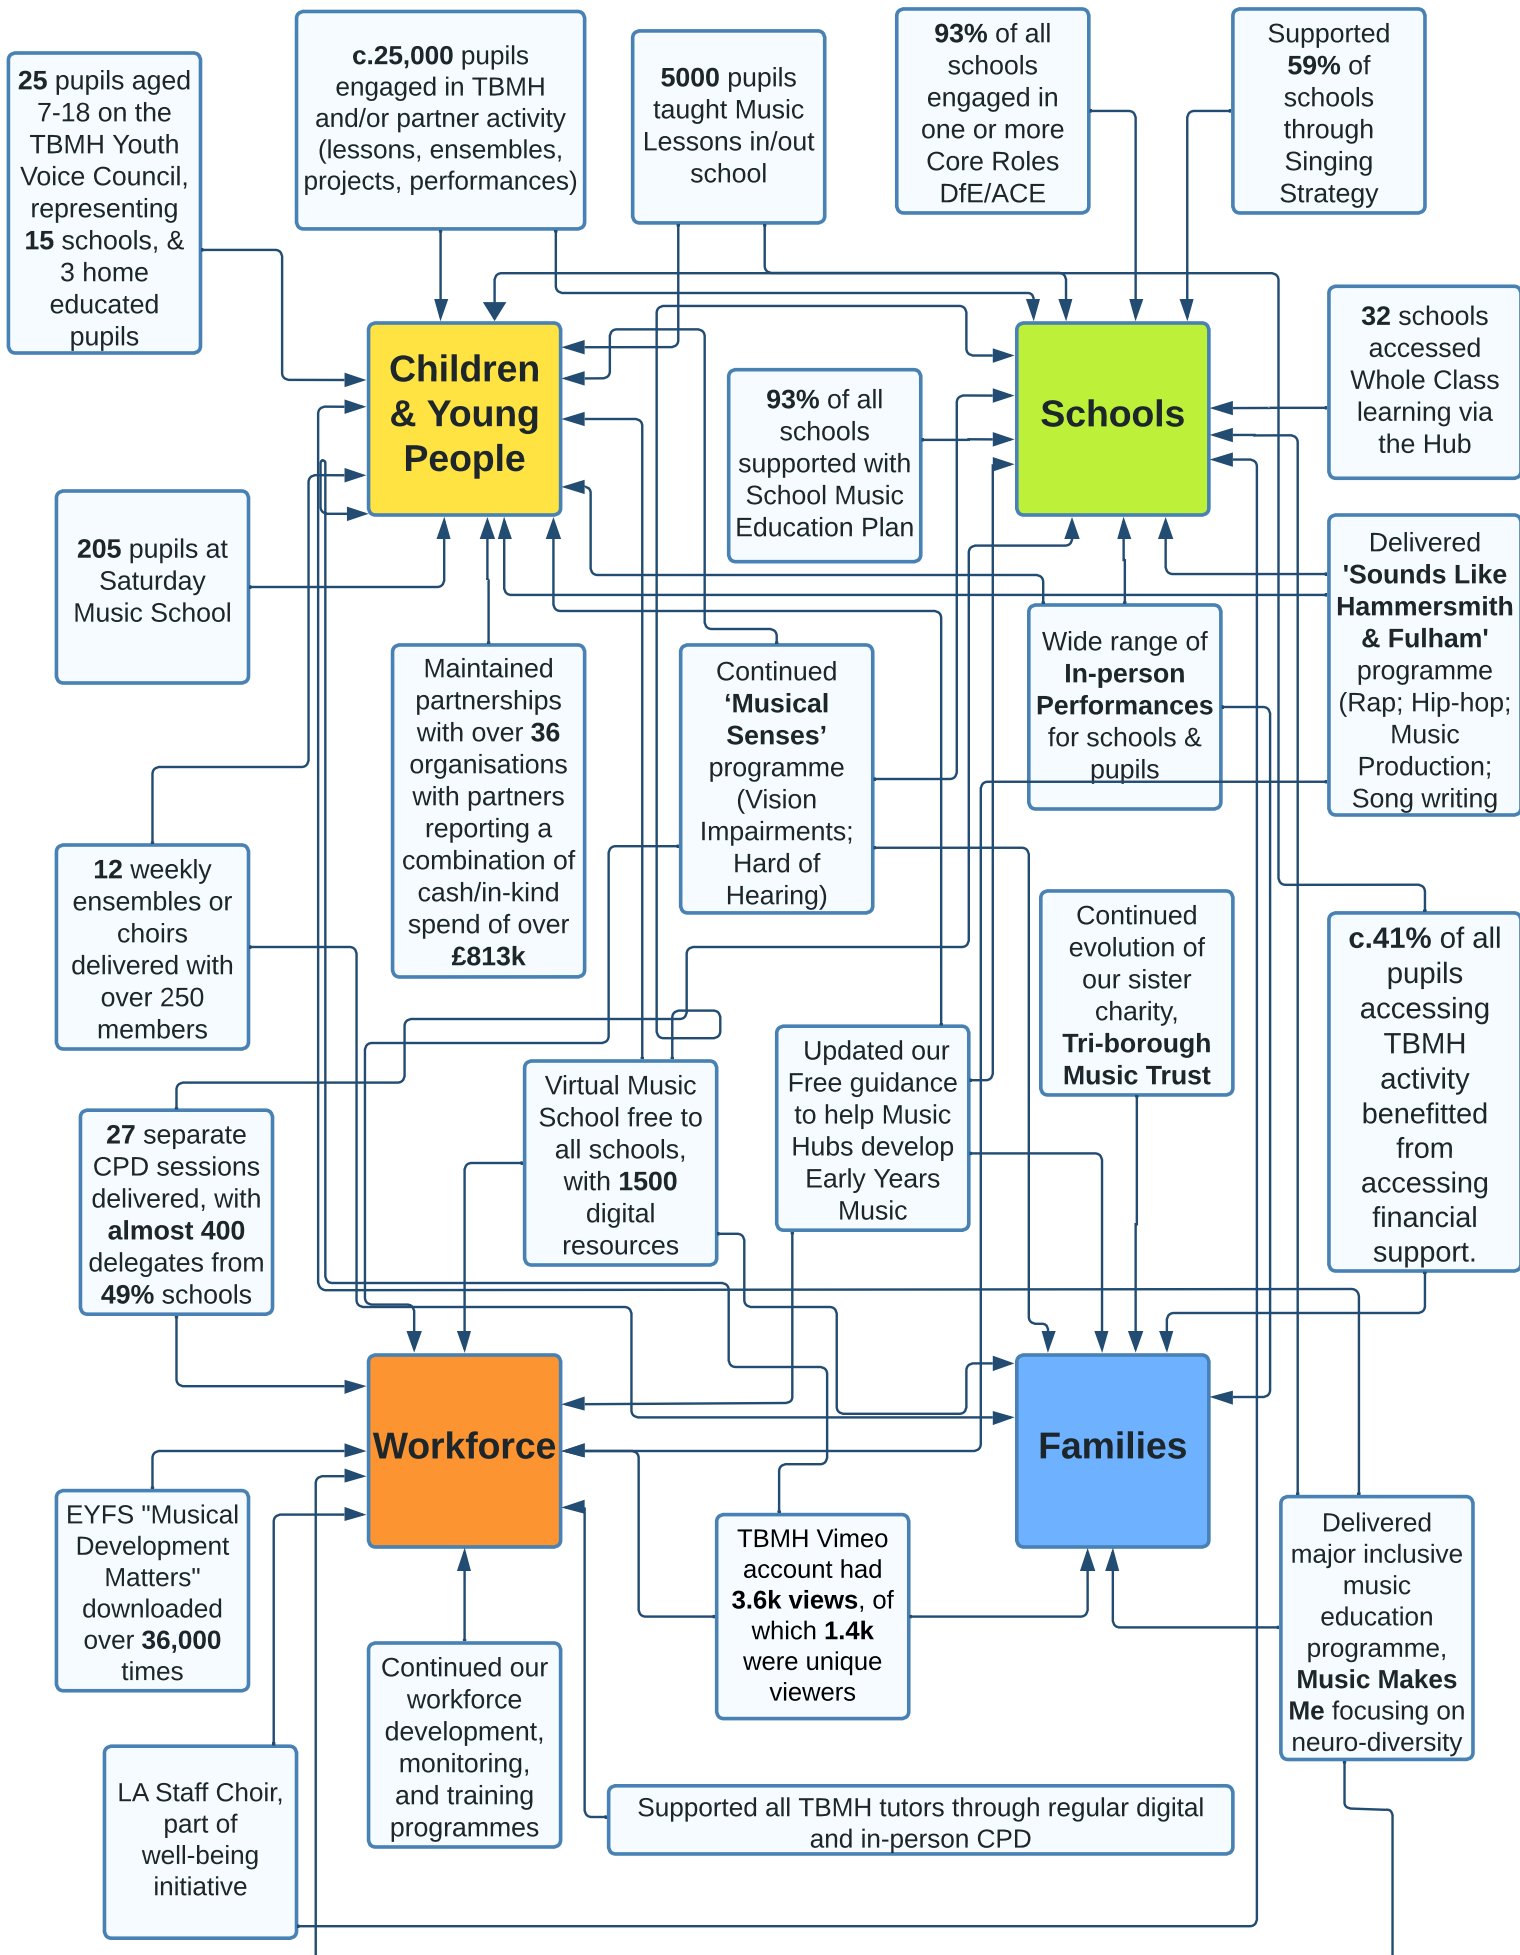 25 pupils aged
7-18 on the
TBMH Youth
Voice Council,
representing
15 schools, &
3 home
educated
pupils
c.25,000 pupils
engaged in TBMH
and/or partner activity
(lessons, ensembles,
projects, performances)
5000 pupils
taught Music
Lessons in/out
school
93% of all
schools
engaged in
one or more
Core Roles
DfE/ACE
Supported
59% of
schools
through
Singing
Strategy
Children
& Young
People
93% of all
schools
supported with
School Music
Education Plan
Schools
32 schools
accessed
Whole Class
learning via
the Hub
205 pupils at
Saturday
Music School
Maintained
partnerships
with over 36
organisations
with partners
reporting a
combination of
cash/in-kind
spend of over
£813k
Continued
‘Musical
Senses’
programme
(Vision
Impairments;
Hard of
Hearing)
Wide range of
In-person
Performances
for schools &
pupils
Delivered
'Sounds Like
Hammersmith
& Fulham'
programme
(Rap; Hip-hop;
Music
Production;
Song writing
12 weekly
ensembles or
choirs
delivered with
over 250
members
Continued
evolution of
our sister
charity,
Tri-borough
Music Trust
c.41% of all
pupils
accessing
TBMH
activity
benefitted
from
accessing
financial
support.
27 separate
CPD sessions
delivered, with
almost 400
delegates from
49% schools
Virtual Music
School free to
all schools,
with 1500
digital
resources
Updated our
Free guidance
to help Music
Hubs develop
Early Years
Music
Workforce
Families
EYFS "Musical
Development
Matters"
downloaded
over 36,000
times
TBMH Vimeo
account had
3.6k views, of
which 1.4k
were unique
viewers
Delivered
major inclusive
music
education
programme,
Music Makes
Me focusing on
neuro-diversity
LA Staff Choir,
part of
well-being
initiative
Continued our
workforce
development,
monitoring,
and training
programmes
Supported all TBMH tutors through regular digital
and in-person CPD